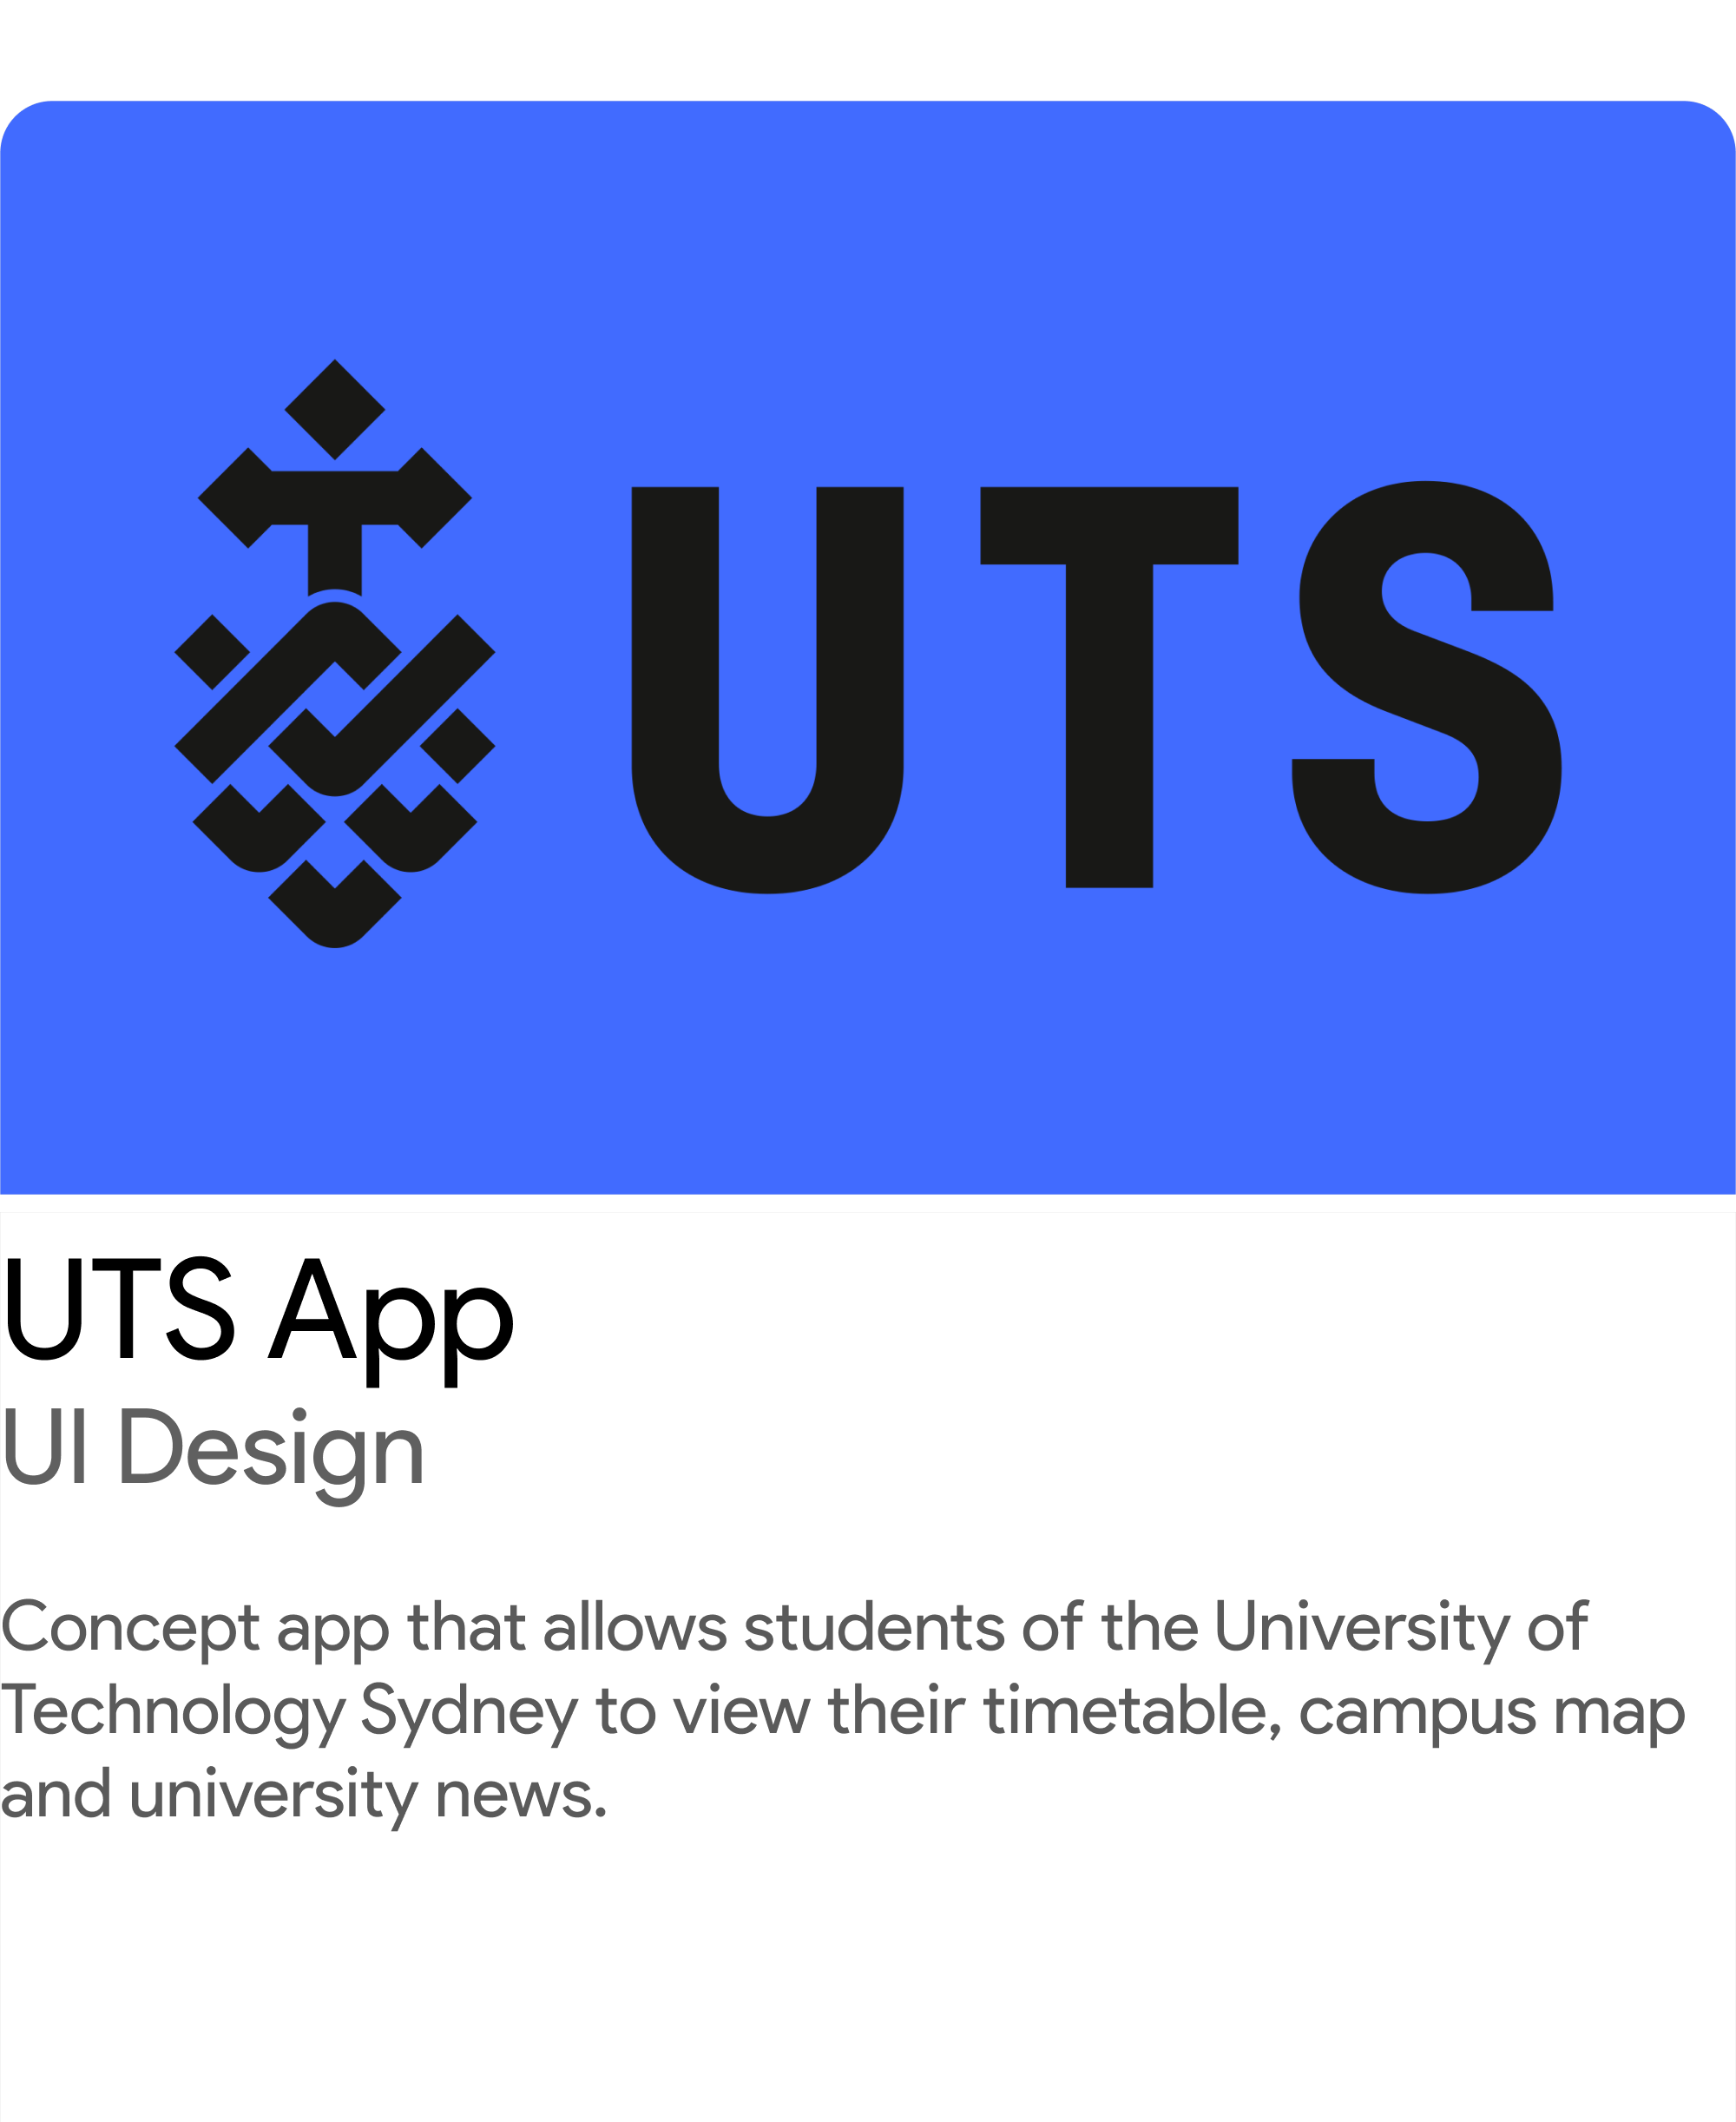 UTS
UTS App
UI Design
Concept app that allows students of the University of
Technology Sydney to view their timetable, campus map
and university news.